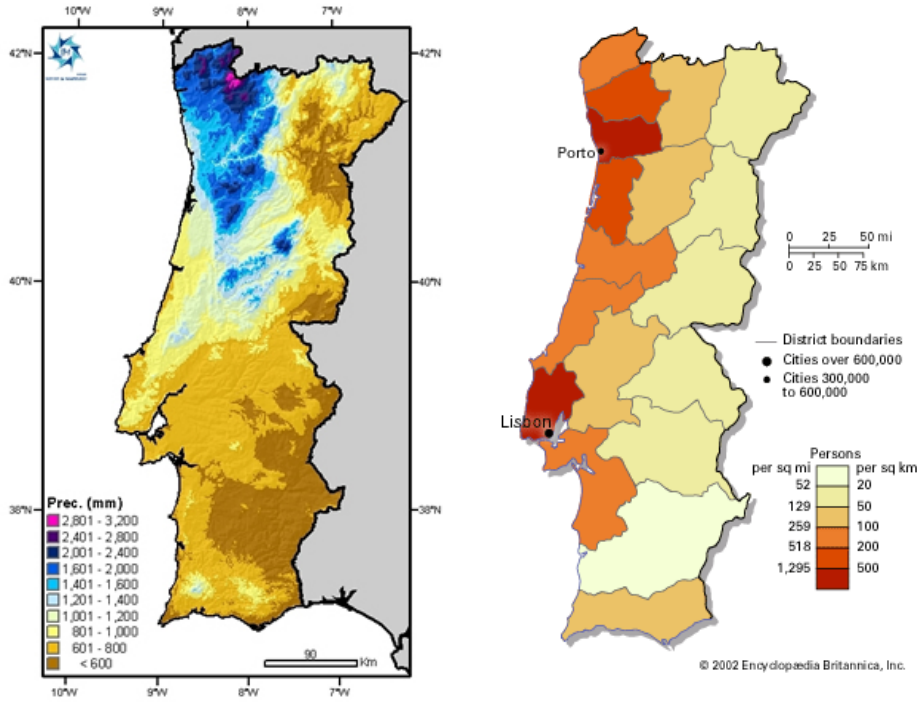 10°W 9°W 8°W 7°W
42°N 42°N
40°N 40°N
38°N 38°N
Prec. (mm)
2,801 - 3,200
2,401 - 2,800
2,001 - 2,400
1,601 - 2,000
1,401 - 1,600
1,201 - 1,400
1,001 - 1,200
801 - 1,000
601 - 800
< 600
90
Km
10°W 9°W 8°W 7°W
Porto
Lisbon
0 25 50 mi
0 25 50 75 km
District boundaries
Cities over 600,000
Cities 300,000
to 600,000
Persons
per sq mi per sq km
52 20
129 50
259 100
518 200
1,295 500
© 2002 Encyclopædia Britannica, Inc.